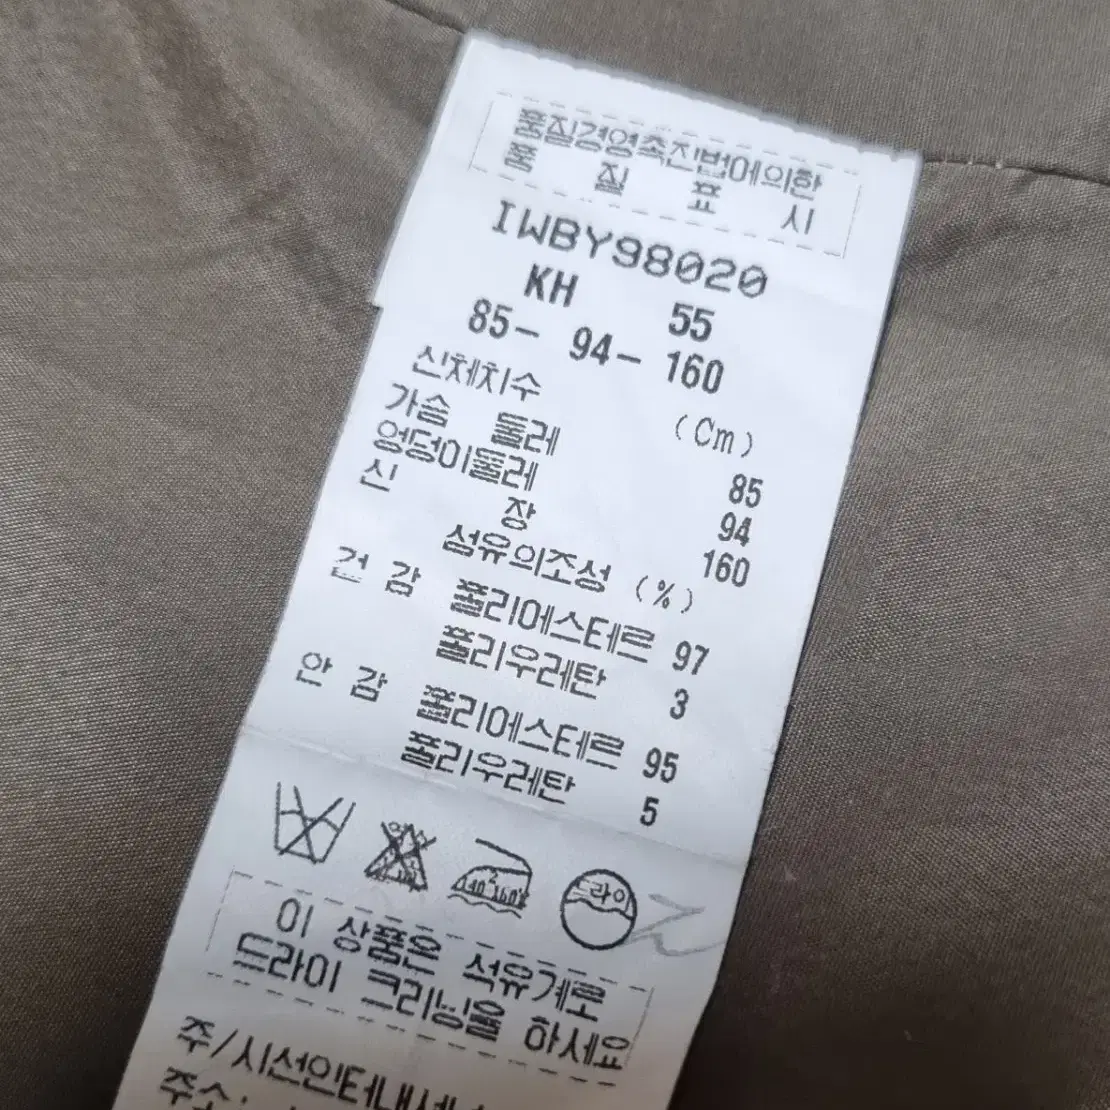 품질경영촉진법에의한
품 질 표 시
IWBY98020
KH 55
85- 94- 160
신체치수 (Cm)
가슴 둘레 85
엉덩이둘레 94
신 장 160
섬유의조성 (%)
겉 감 폴리에스테르 97
폴리우레탄 3
안 감 폴리에스테르 95
폴리우레탄 5
140 160℃
드라이
이 상품은 석유계로
드라이 크리닝을 하세요
주/시선인터내셔
주소: